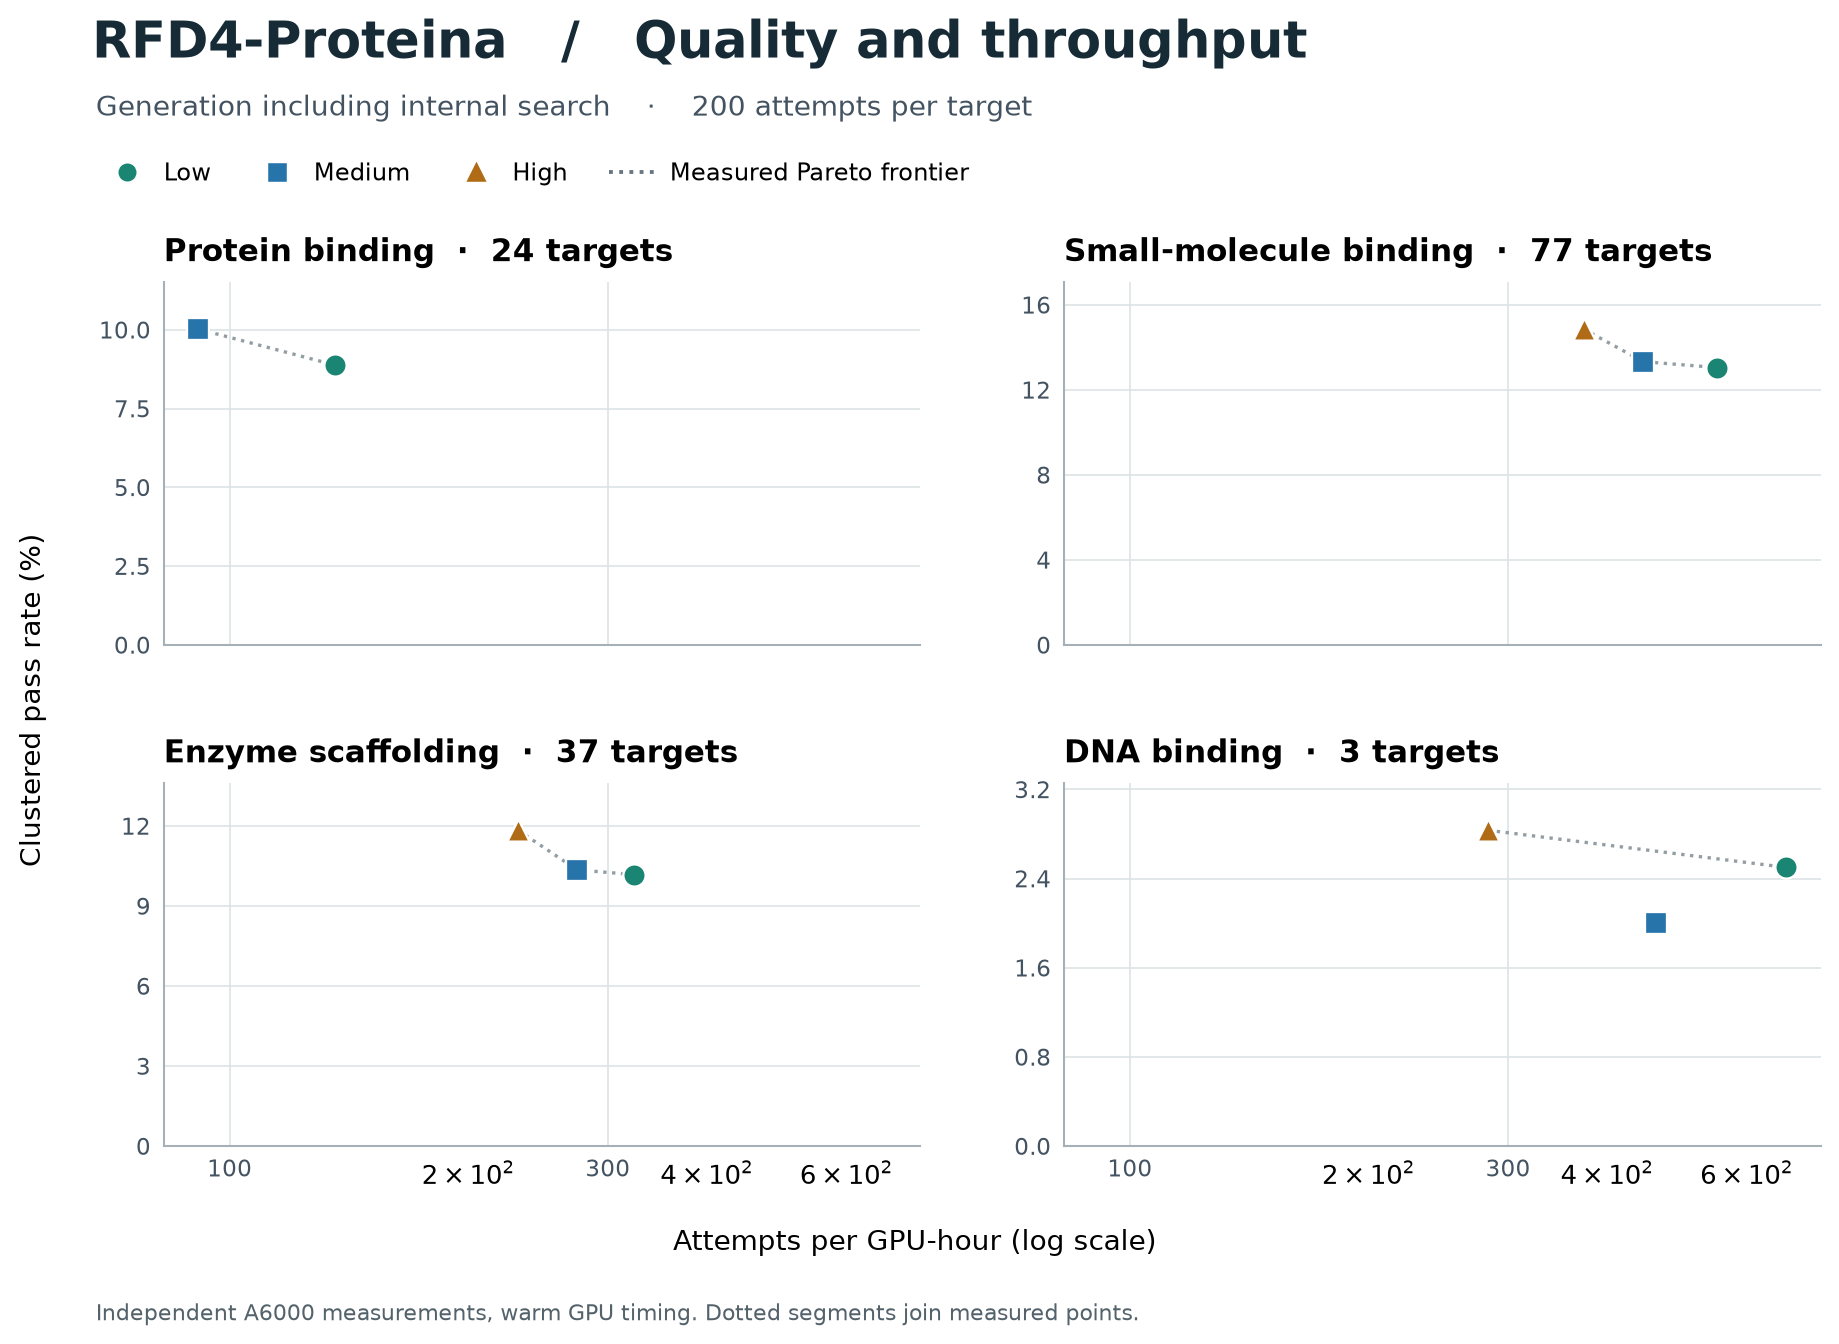 RFD4-Proteina / Quality and throughput
Generation including internal search · 200 attempts per target
Low Medium High Measured Pareto frontier
Protein binding · 24 targets
10.0
7.5
5.0
2.5
0.0
Small-molecule binding · 77 targets
16
12
8
4
0
Clustered pass rate (%)
Enzyme scaffolding · 37 targets
12
9
6
3
0
100 2 × 10² 300 4 × 10² 6 × 10²
DNA binding · 3 targets
3.2
2.4
1.6
0.8
0.0
100 2 × 10² 300 4 × 10² 6 × 10²
Attempts per GPU-hour (log scale)
Independent A6000 measurements, warm GPU timing. Dotted segments join measured points.